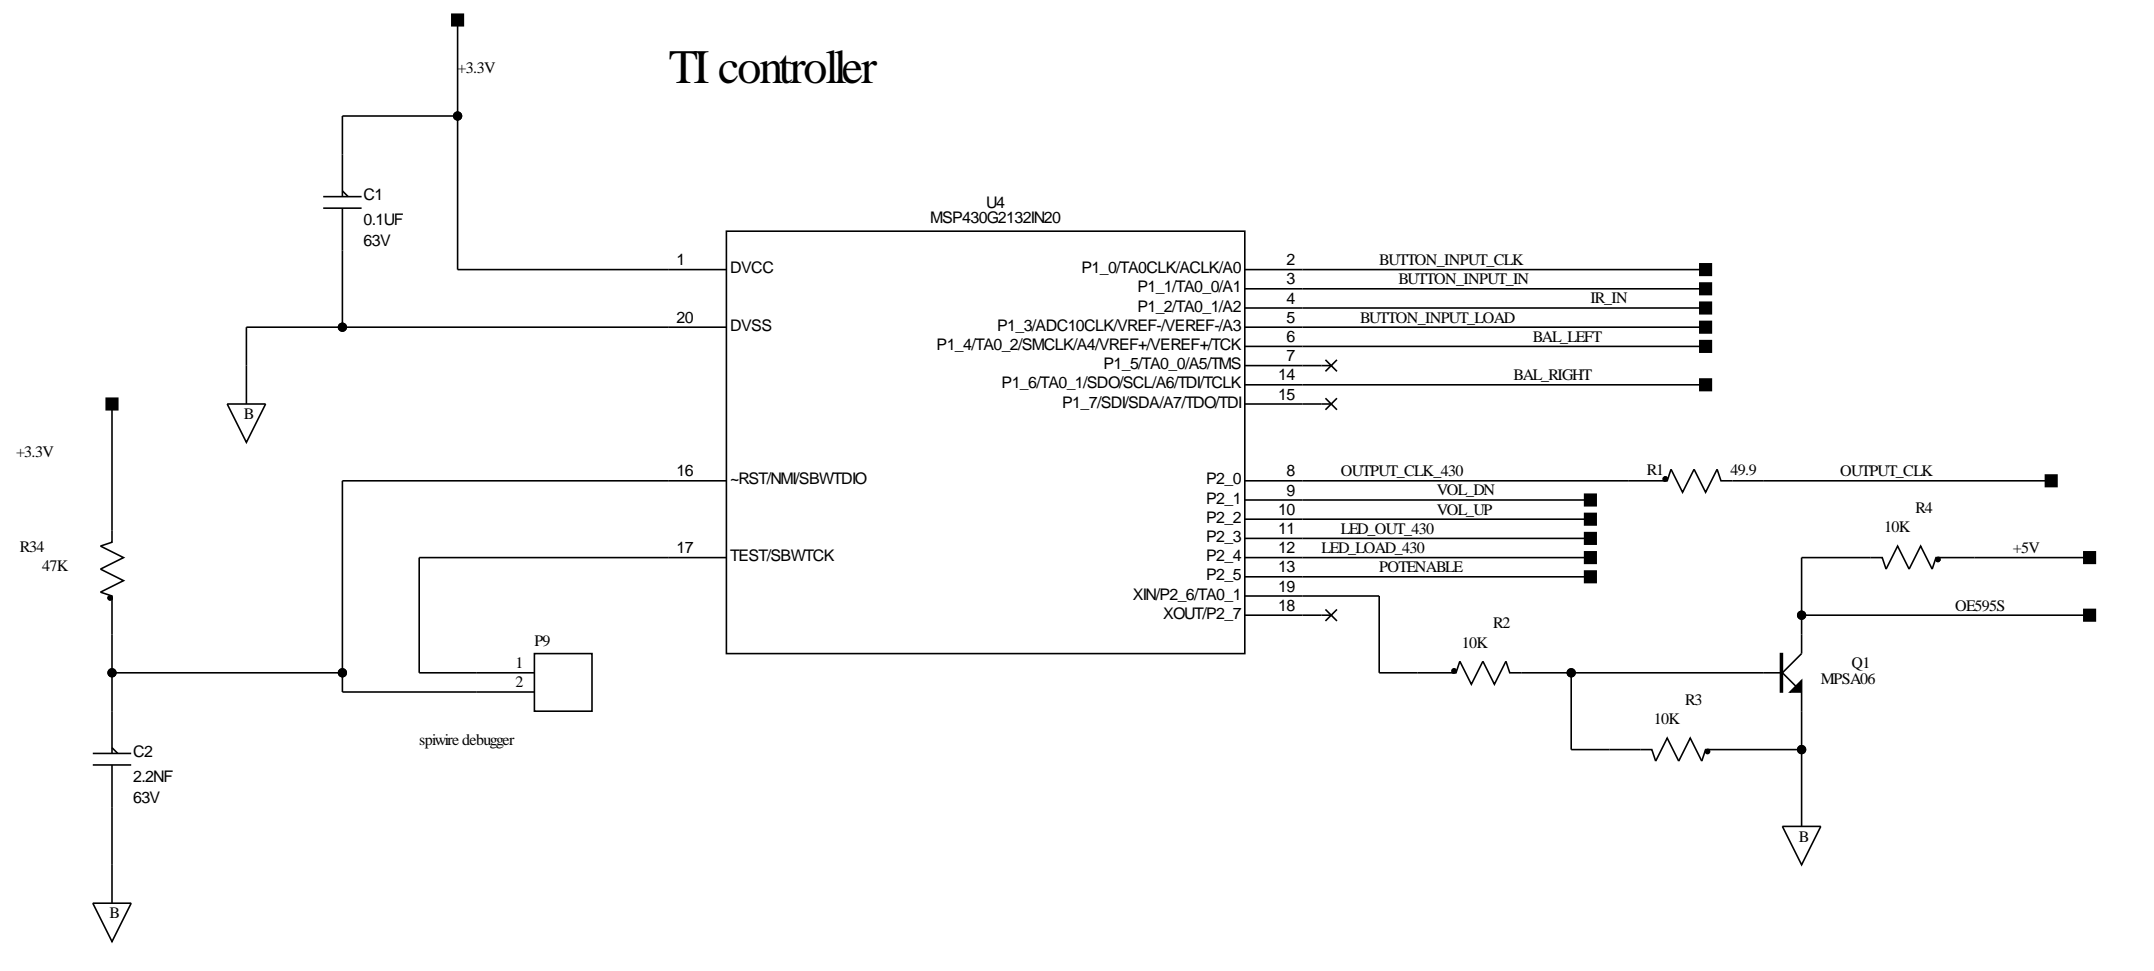 TI controller
+3.3V
C1
0.1UF
63V
U4
MSP430G2132IN20
1
DVCC
20
DVSS
16
~RST/NMI/SBWTDIO
17
TEST/SBWTCK
P1_0/TA0CLK/ACLK/A0
2
BUTTON_INPUT_CLK
P1_1/TA0_0/A1
3
BUTTON_INPUT_IN
P1_2/TA0_1/A2
4
IR_IN
P1_3/ADC10CLK/VREF-/VEREF-/A3
5
BUTTON_INPUT_LOAD
P1_4/TA0_2/SMCLK/A4/VREF+/VEREF+/TCK
6
BAL_LEFT
P1_5/TA0_0/A5/TMS
7
P1_6/TA0_1/SDO/SCL/A6/TDI/TCLK
14
BAL_RIGHT
P1_7/SDI/SDA/A7/TDO/TDI
15
P2_0
8
OUTPUT_CLK_430
R1
49.9
OUTPUT_CLK
P2_1
9
VOL_DN
P2_2
10
VOL_UP
P2_3
11
LED_OUT_430
P2_4
12
LED_LOAD_430
P2_5
13
POTENABLE
XIN/P2_6/TA0_1
19
XOUT/P2_7
18
R4
10K
+5V
OE595S
R2
10K
Q1
MPSA06
R3
10K
B
B
+3.3V
R34
47K
P9
1
2
spiwire debugger
C2
2.2NF
63V
B